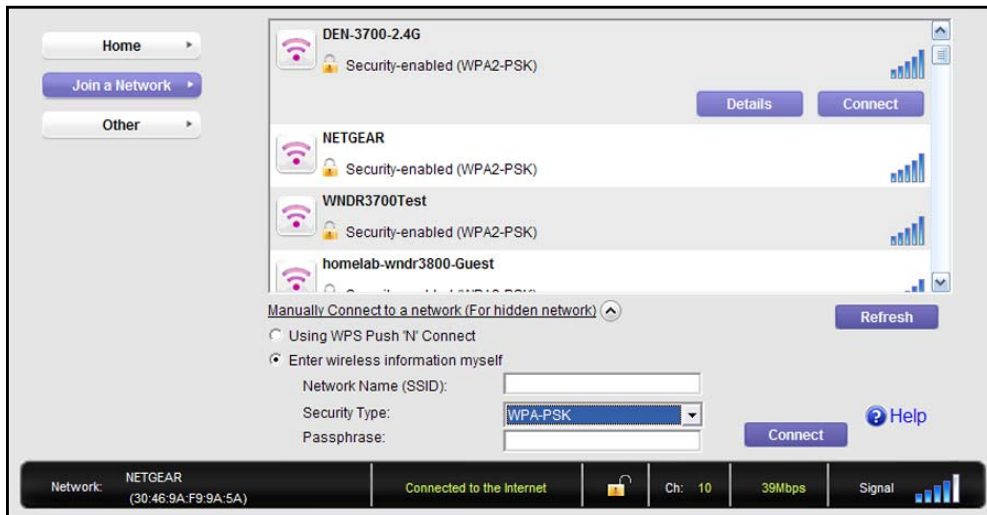 Home
Join a Network
Other
DEN-3700-2.4G
Security-enabled (WPA2-PSK)
Details
Connect
NETGEAR
Security-enabled (WPA2-PSK)
WNDR3700Test
Security-enabled (WPA2-PSK)
homelab-wndr3800-Guest
Manually Connect to a network (For hidden network)
Refresh
Using WPS Push 'N' Connect
Enter wireless information myself
Network Name (SSID):
Security Type:
WPA-PSK
Passphrase:
Connect
Help
Network: NETGEAR
(30:46:9A:F9:9A:5A)
Connected to the Internet
Ch: 10
39Mbps
Signal